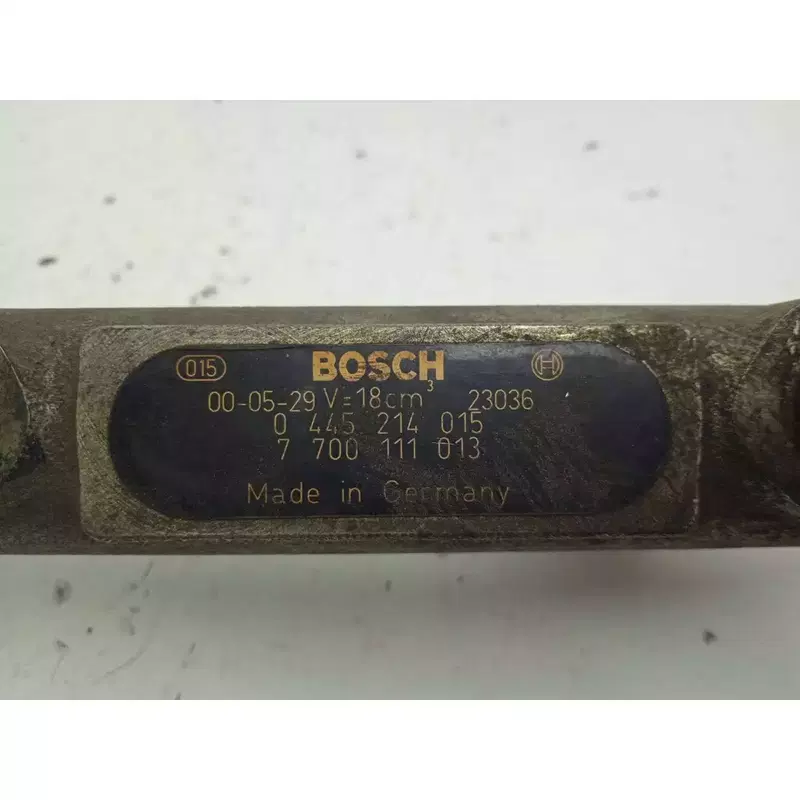 015 BOSCH H
00-05-29 V=18cm³ 23036
0 445 214 015
7 700 111 013
Made in Germany